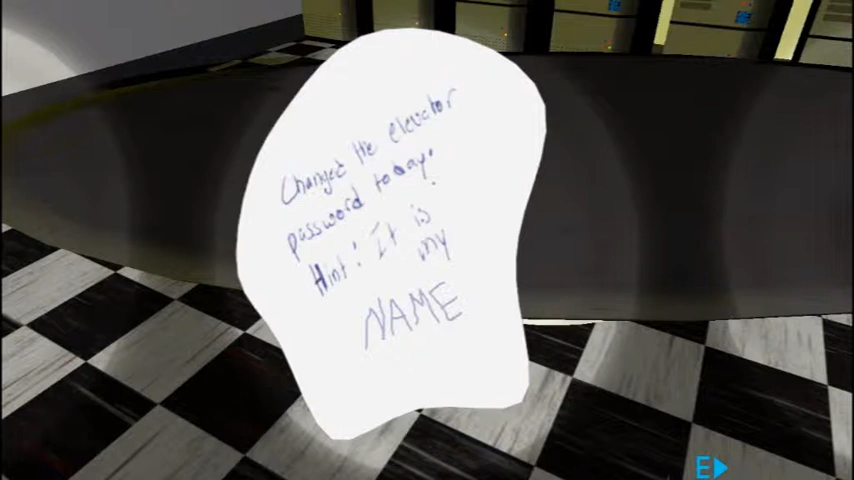 Changed the elevator
password today.
Hint: It is
my
NAME
E